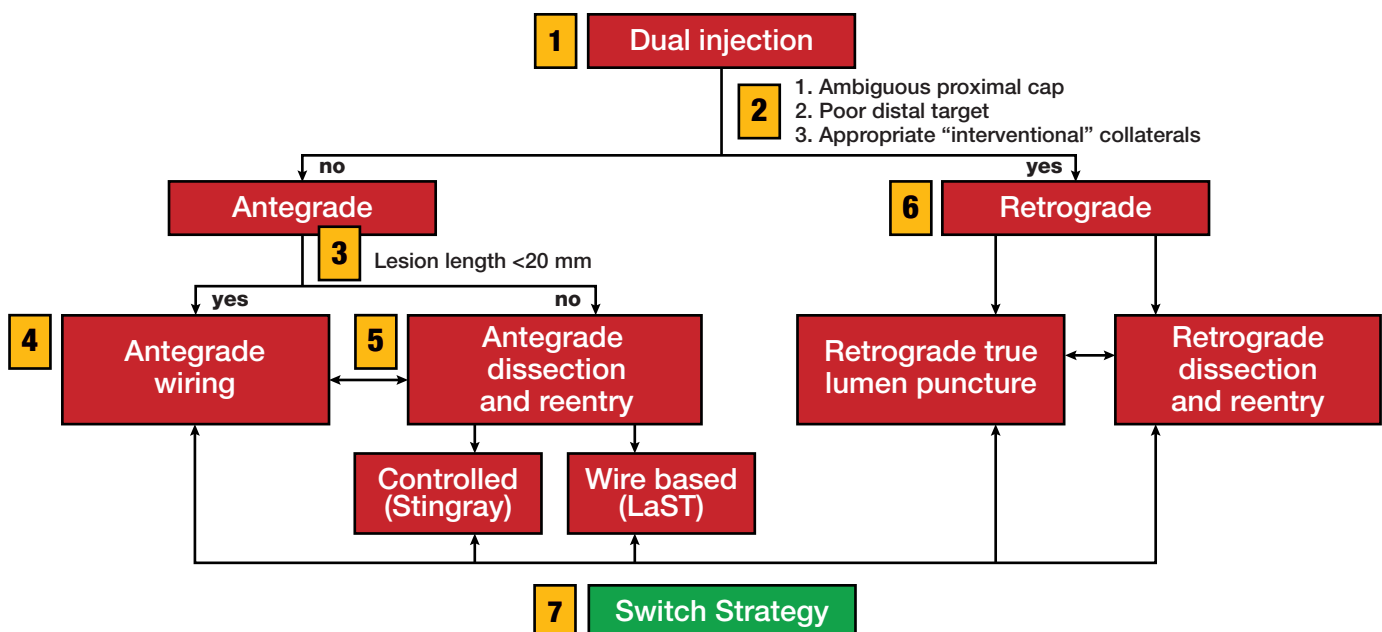 1
Dual injection
2
1. Ambiguous proximal cap
2. Poor distal target
3. Appropriate “interventional” collaterals
no
yes
Antegrade
6
Retrograde
3
Lesion length <20 mm
yes
no
4
Antegrade
wiring
5
Antegrade
dissection
and reentry
Retrograde true
lumen puncture
Retrograde
dissection
and reentry
Controlled
(Stingray)
Wire based
(LaST)
7
Switch Strategy